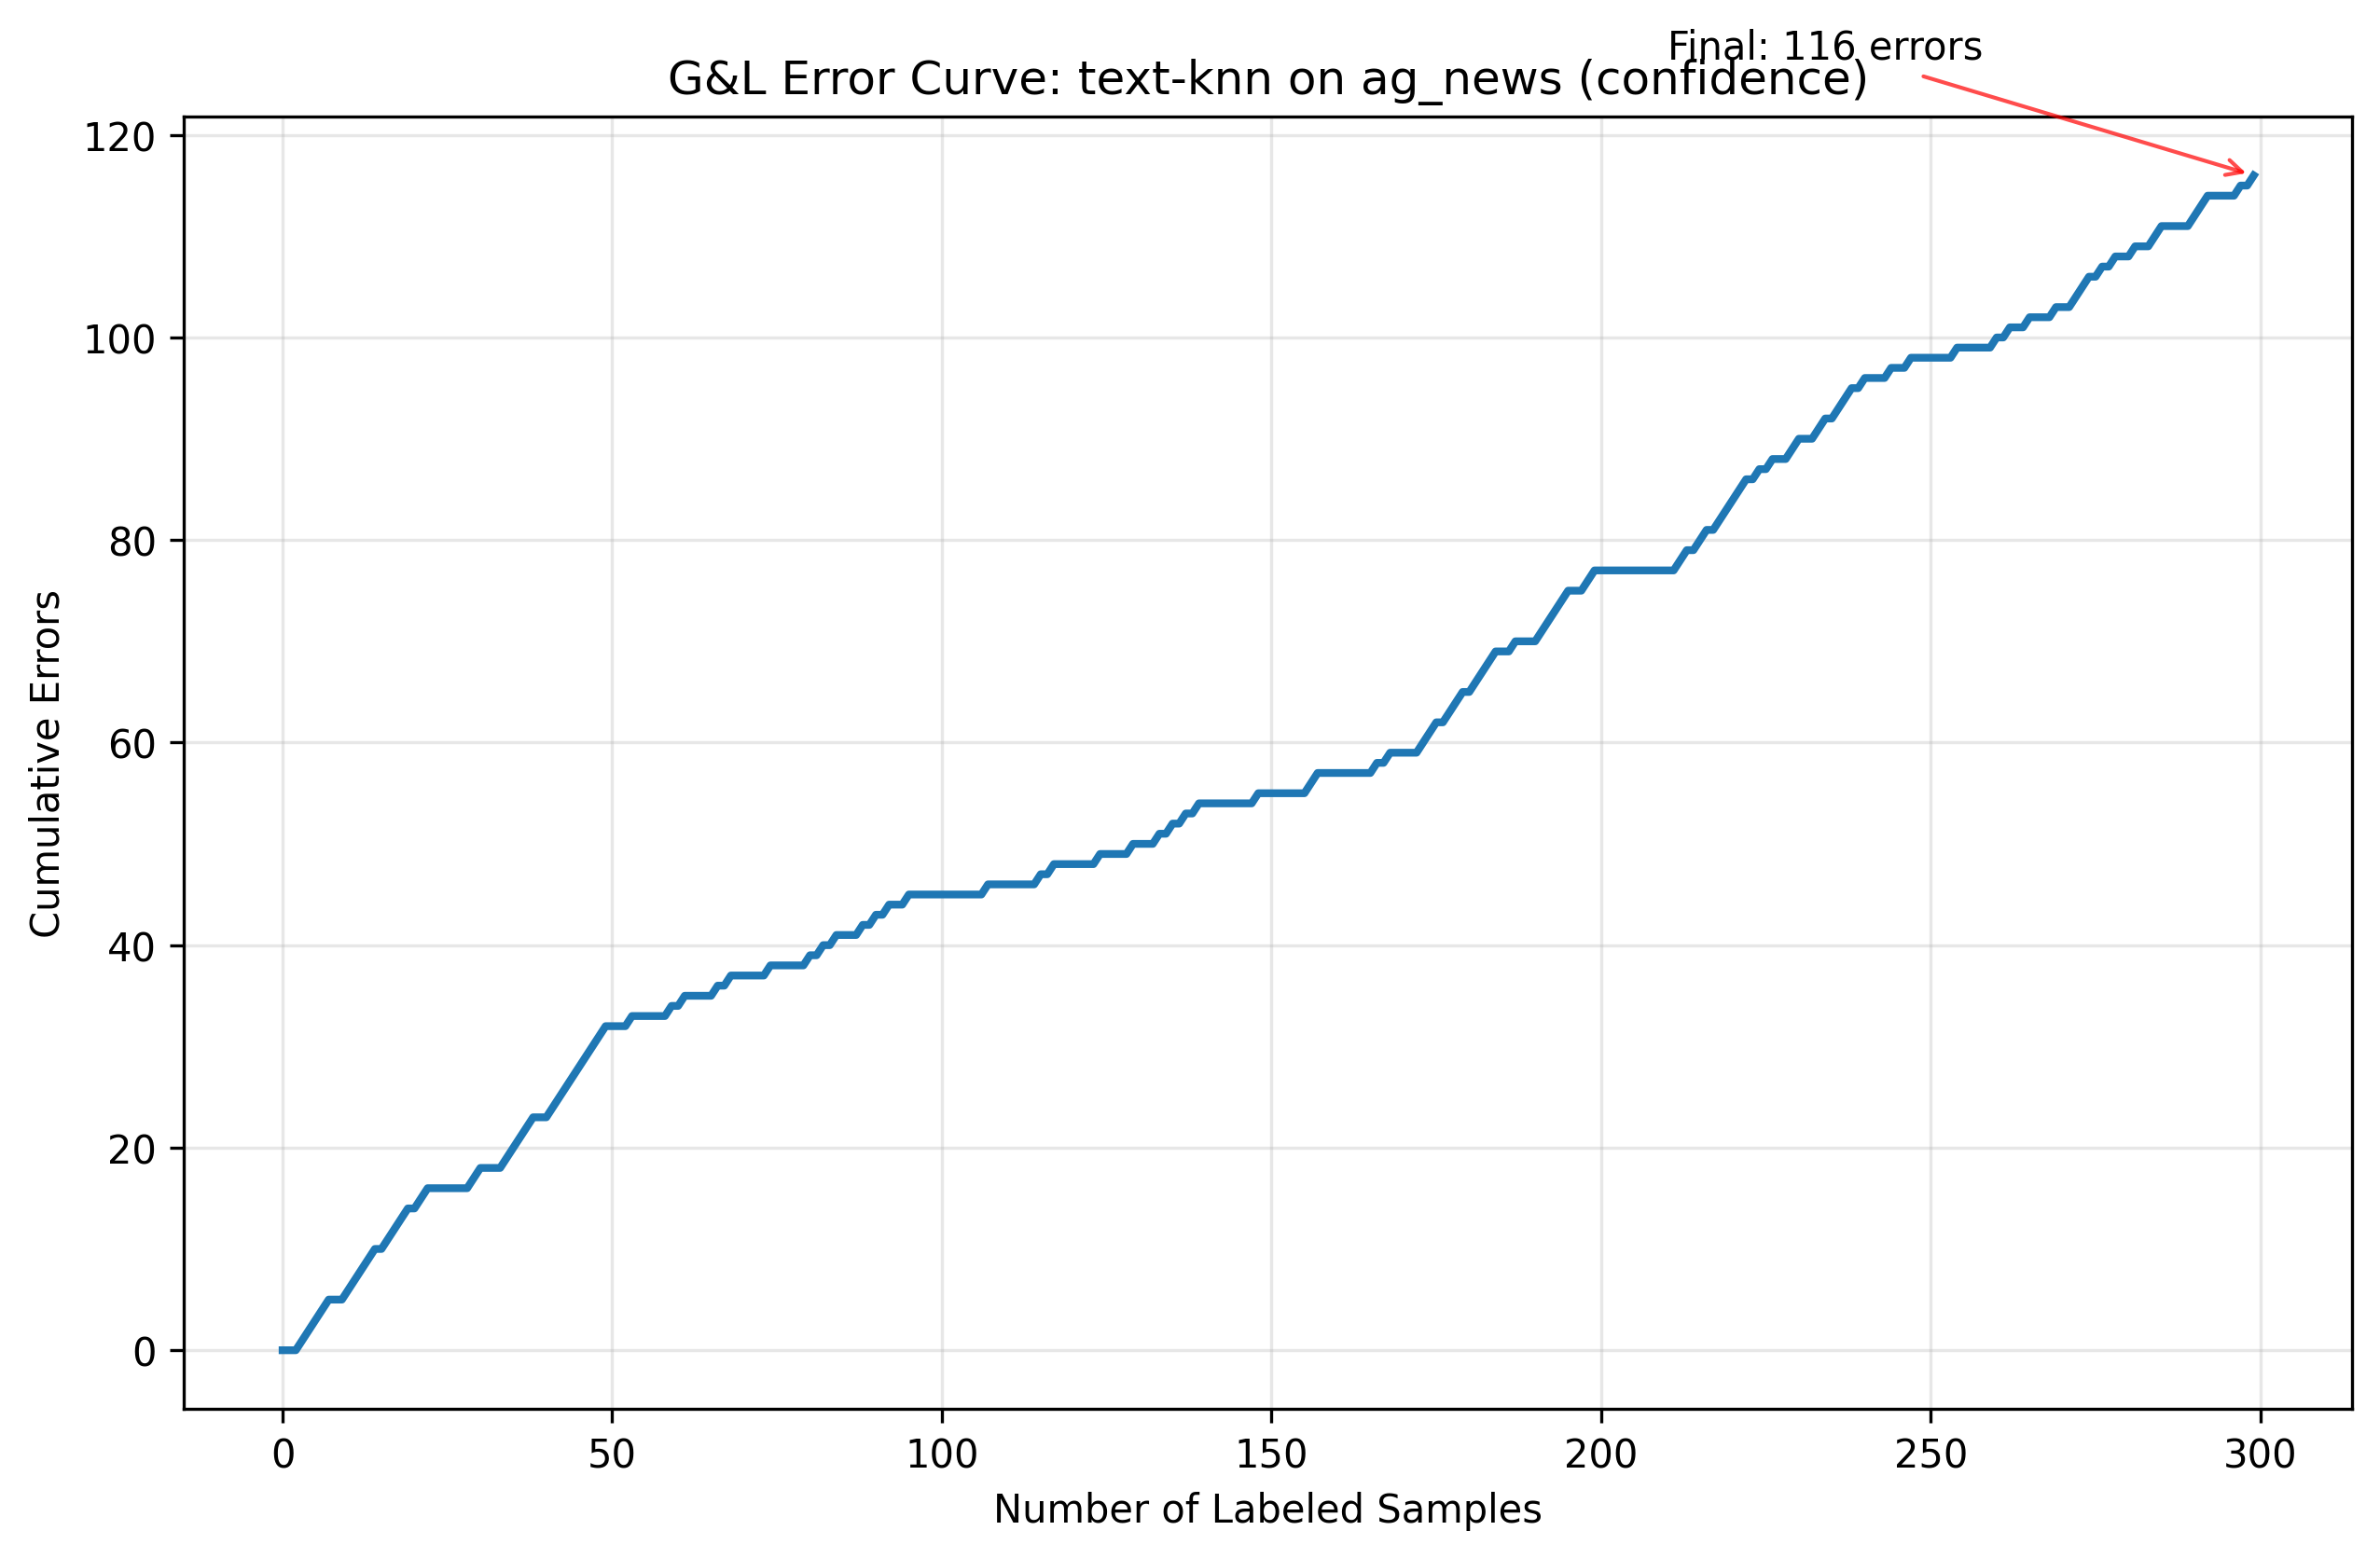 Final: 116 errors
G&L Error Curve: text-knn on ag_news (confidence)
120
100
80
60
40
20
0
Cumulative Errors
0 50 100 150 200 250 300
Number of Labeled Samples